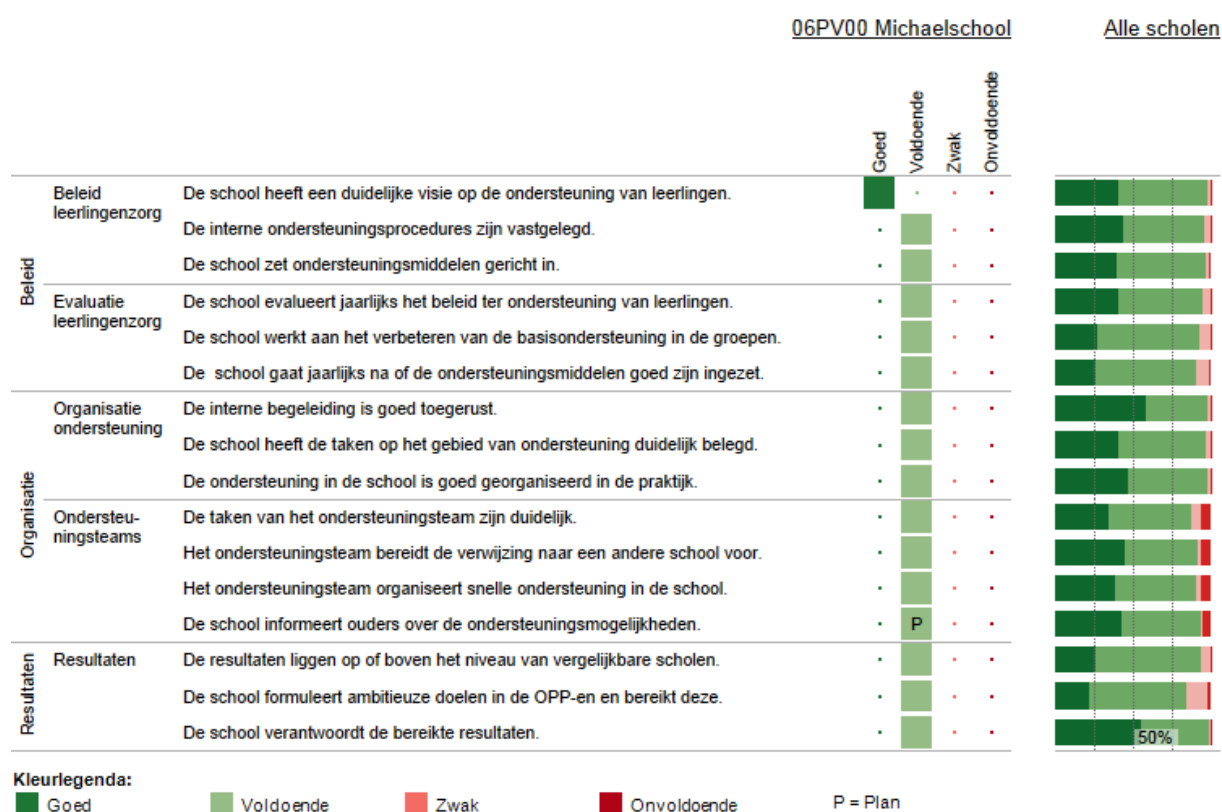 06PV00 Michaelschool
Alle scholen
Goed
Voldoende
Zwak
Onvoldoende
Beleid
Beleid
leerlingenzorg
De school heeft een duidelijke visie op de ondersteuning van leerlingen.
De interne ondersteuningsprocedures zijn vastgelegd.
De school zet ondersteuningsmiddelen gericht in.
Evaluatie
leerlingenzorg
De school evalueert jaarlijks het beleid ter ondersteuning van leerlingen.
De school werkt aan het verbeteren van de basisondersteuning in de groepen.
De school gaat jaarlijks na of de ondersteuningsmiddelen goed zijn ingezet.
Organisatie
Organisatie
ondersteuning
De interne begeleiding is goed toegerust.
De school heeft de taken op het gebied van ondersteuning duidelijk belegd.
De ondersteuning in de school is goed georganiseerd in de praktijk.
Ondersteu-
ningsteams
De taken van het ondersteuningsteam zijn duidelijk.
Het ondersteuningsteam bereidt de verwijzing naar een andere school voor.
Het ondersteuningsteam organiseert snelle ondersteuning in de school.
De school informeert ouders over de ondersteuningsmogelijkheden.
P
Resultaten
Resultaten
De resultaten liggen op of boven het niveau van vergelijkbare scholen.
De school formuleert ambitieuze doelen in de OPP-en en bereikt deze.
De school verantwoordt de bereikte resultaten.
50%
Kleurlegenda:
Goed
Voldoende
Zwak
Onvoldoende
P = Plan